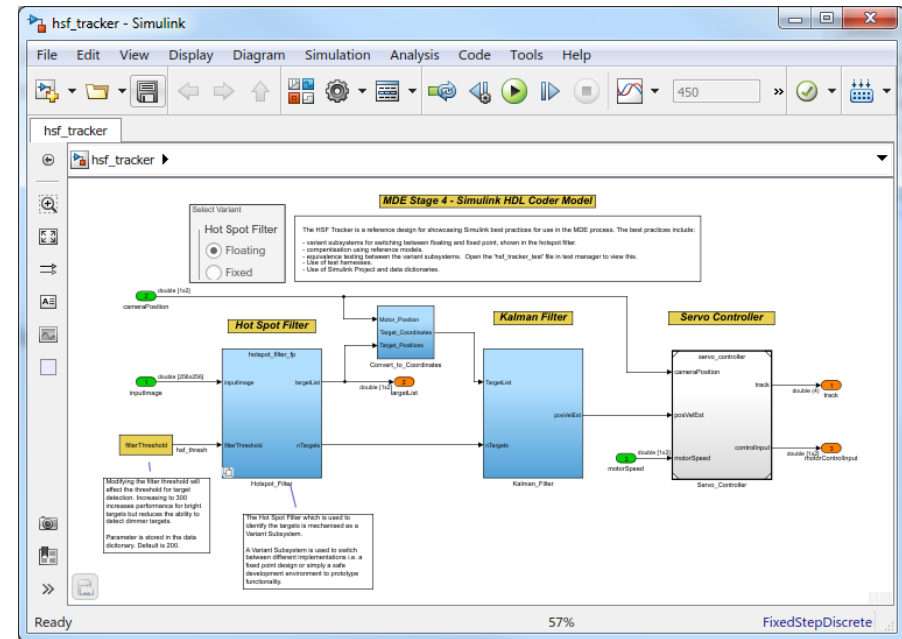 hsf_tracker - Simulink
File Edit View Display Diagram Simulation Analysis Code Tools Help
450
hsf_tracker
hsf_tracker
MDE Stage 4 - Simulink HDL Coder Model
Select Variant
Hot Spot Filter
Floating
Fixed
The HSF Tracker is a reference design for showcasing Simulink best practices for use in the MDE process. The best practices include:
- variant subsystems for switching between floating and fixed point, shown in the hotspot filter.
- compentisation using reference models.
- equivalence testing between the variant subsystems. Open the 'hsf_tracker_test' file in test manager to view this.
- Use of test harnesses.
- Use of Simulink Project and data dictionaries.
double [1x2]
2
cameraPosition
Hot Spot Filter
Kalman Filter
Servo Controller
Motor_Position
Target_Coordinates
Target_Positions
Convert_to_Coordinates
hotspot_filter_fp
inputImage
targetList
filterThreshold
nTargets
Hotspot_Filter
double [256x256]
1
inputImage
double [1x2]
2
targetList
TargetList
posVelEst
nTargets
Kalman_Filter
servo_controller
cameraPosition
track
posVelEst
controlInput
motorSpeed
Servo_Controller
double (4)
1
track
double [1x2]
3
motorControlInput
double [1x2]
3
motorSpeed
filterThreshold
hsf_thresh
Modifying the filter threshold will
affect the threshold for target
detection. Increasing to 300
increases performance for bright
targets but reduces the ability to
detect dimmer targets.
Parameter is stored in the data
dicitonary. Default is 200.
The Hot Spot Filter which is used to
identify the targets is mechanised as a
Variant Subsystem.
A Variant Subsystem is used to switch
between different implementations i.e. a
fixed point design or simply a safe
development environment to prototype
functionality.
Ready
57%
FixedStepDiscrete